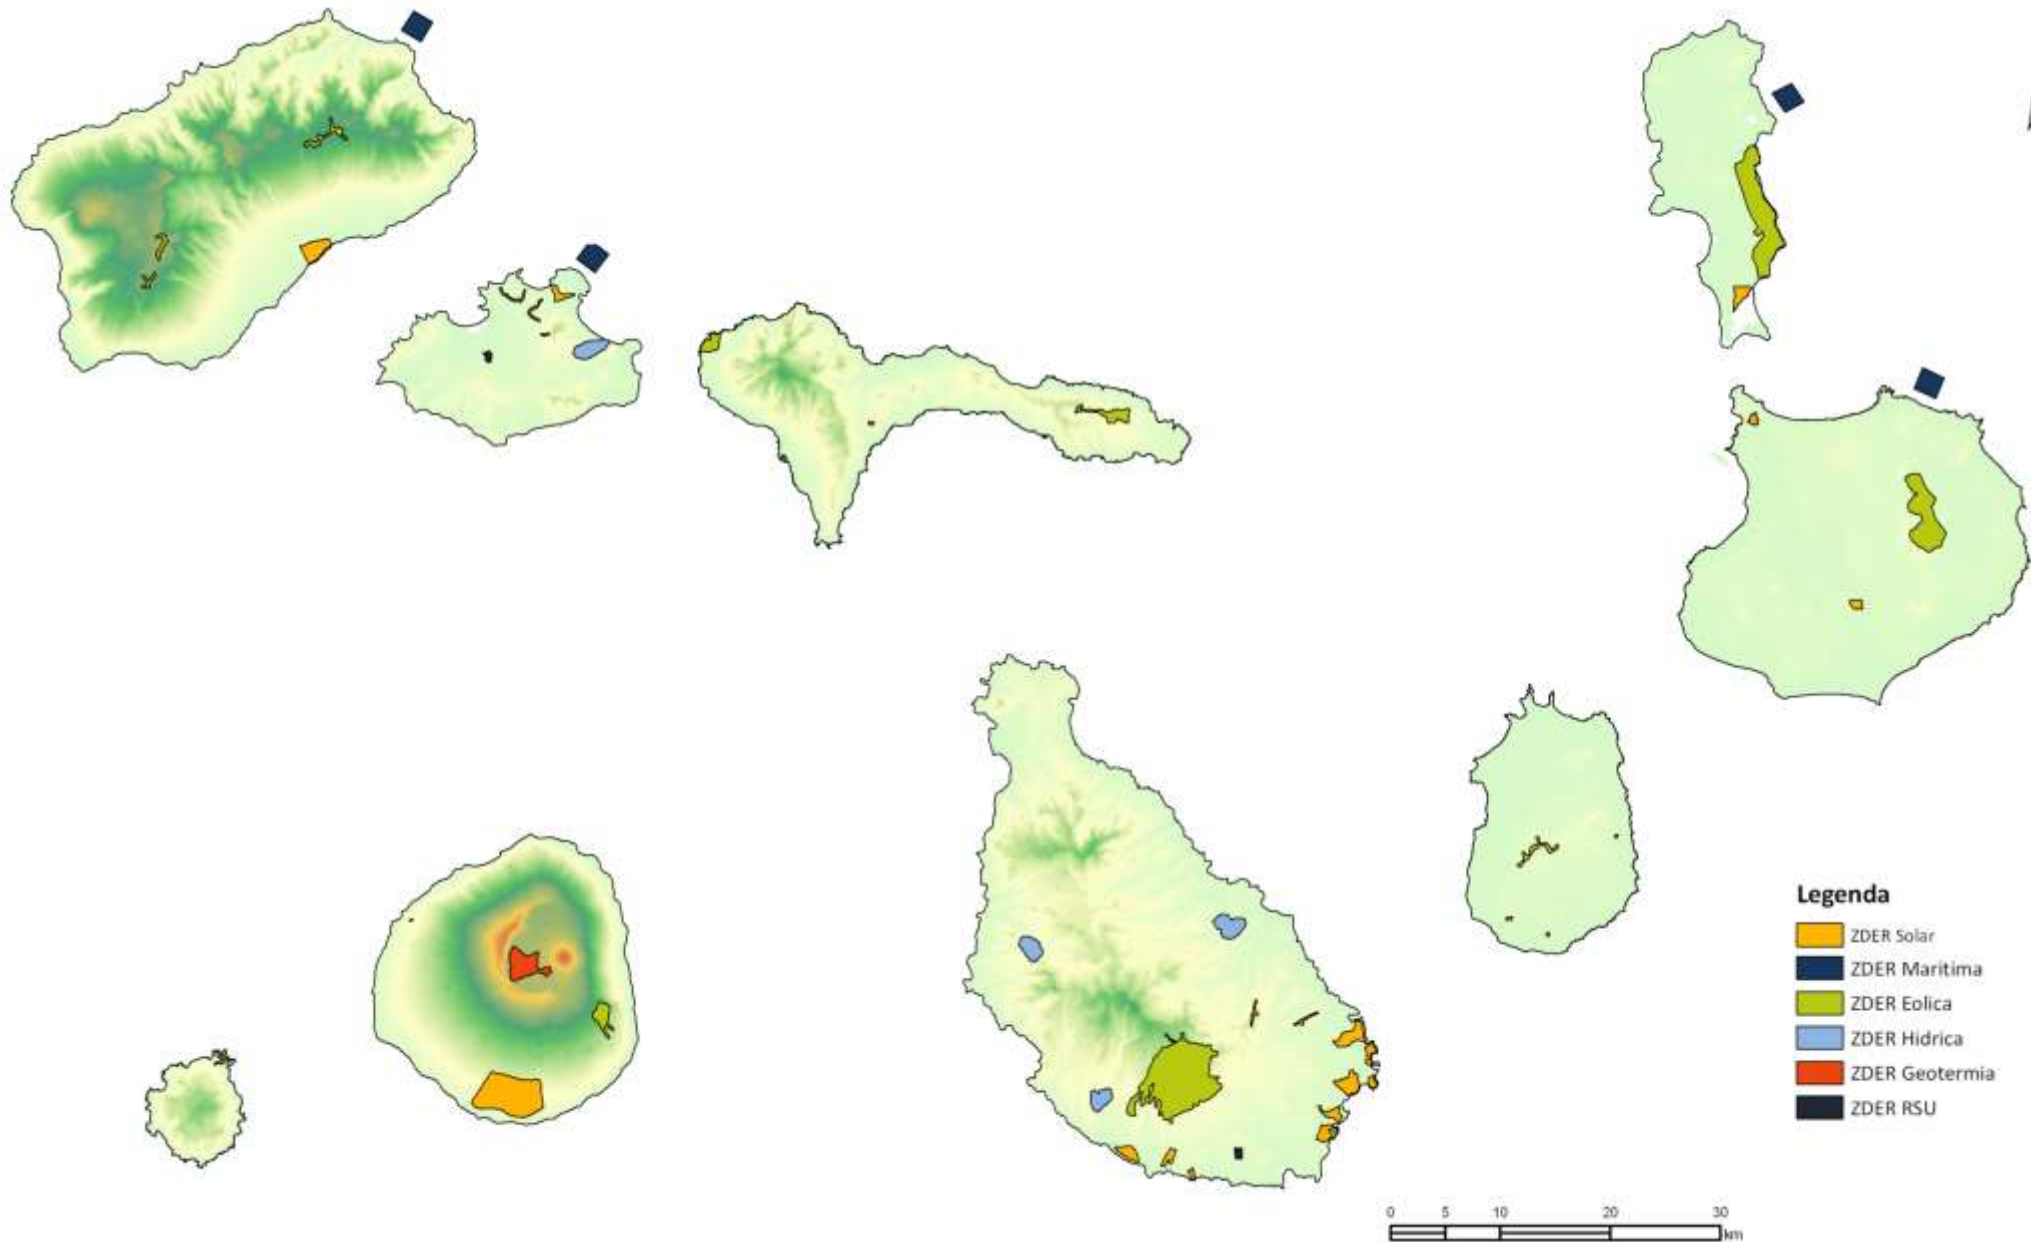 Legenda
ZDER Solar
ZDER Maritima
ZDER Eolica
ZDER Hidrica
ZDER Geotermia
ZDER RSU
0 5 10 20 30
km